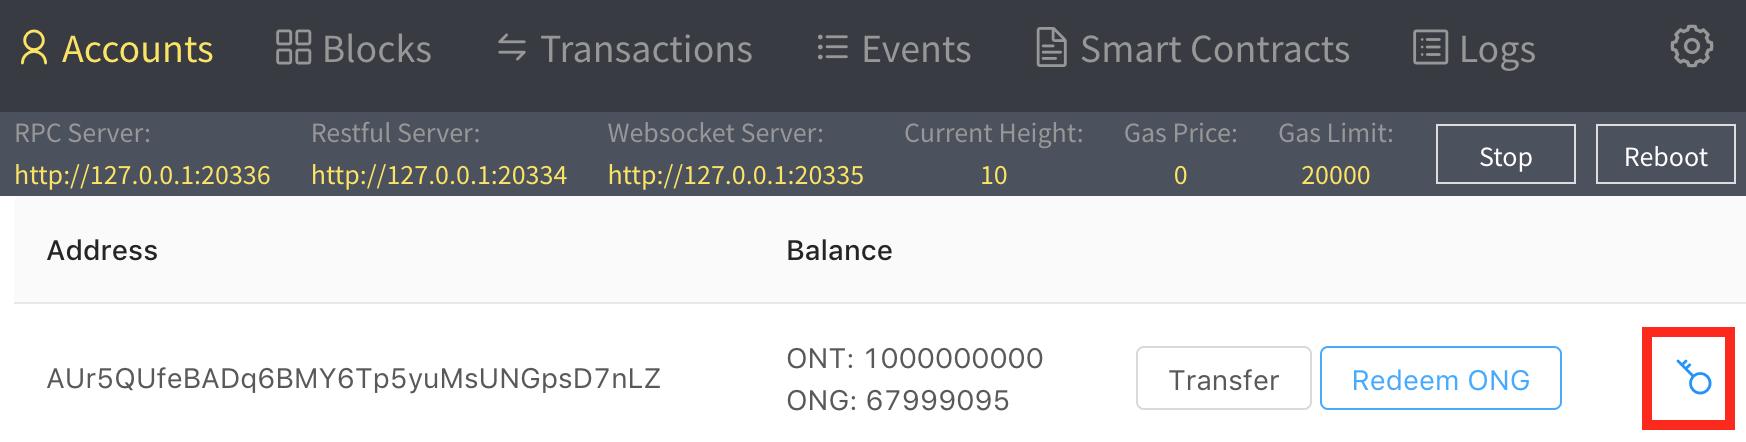 Accounts Blocks Transactions Events Smart Contracts Logs
RPC Server: Restful Server: Websocket Server: Current Height: Gas Price: Gas Limit:
http://127.0.0.1:20336 http://127.0.0.1:20334 http://127.0.0.1:20335 10 0 20000 Stop Reboot
Address Balance
AUr5QUfeBADq6BMY6Tp5yuMsUNGpsD7nLZ ONT: 1000000000 Transfer Redeem ONG
ONG: 67999095